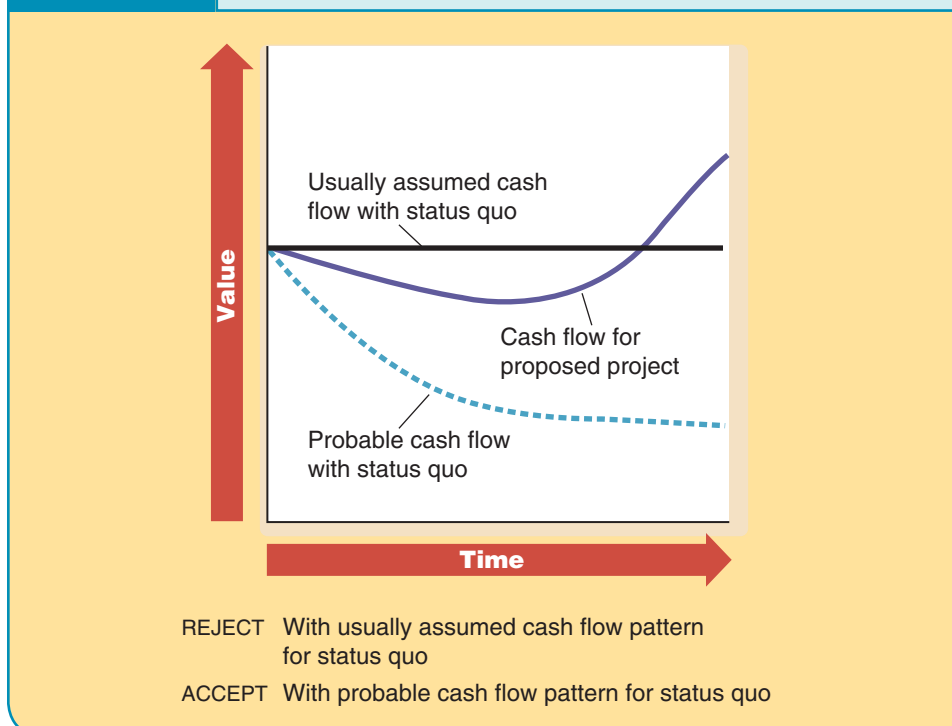 Usually assumed cash
flow with status quo
Value
Cash flow for
proposed project
Probable cash flow
with status quo
Time
REJECT With usually assumed cash flow pattern
for status quo
ACCEPT With probable cash flow pattern for status quo